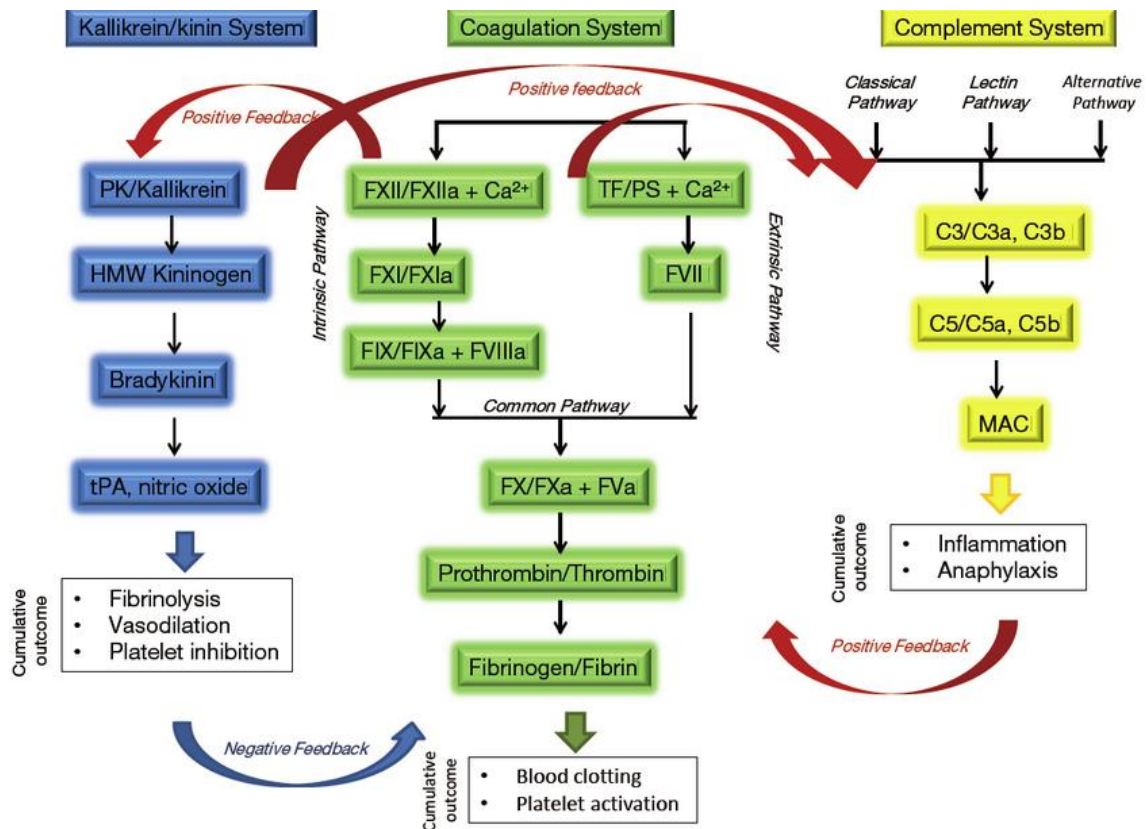 Kallikrein/kinin System
Coagulation System
Complement System
Positive Feedback
Positive feedback
Classical
Pathway
Lectin
Pathway
Alternative
Pathway
PK/Kallikrein
HMW Kininogen
Bradykinin
tPA, nitric oxide
Cumulative
outcome
• Fibrinolysis
• Vasodilation
• Platelet inhibition
Negative Feedback
Intrinsic Pathway
FXII/FXIIa + Ca²⁺
FXI/FXIa
FIX/FIXa + FVIIIa
TF/PS + Ca²⁺
FVII
Extrinsic Pathway
Common Pathway
FX/FXa + FVa
Prothrombin/Thrombin
Fibrinogen/Fibrin
Cumulative
outcome
• Blood clotting
• Platelet activation
C3/C3a, C3b
C5/C5a, C5b
MAC
Cumulative
outcome
• Inflammation
• Anaphylaxis
Positive Feedback